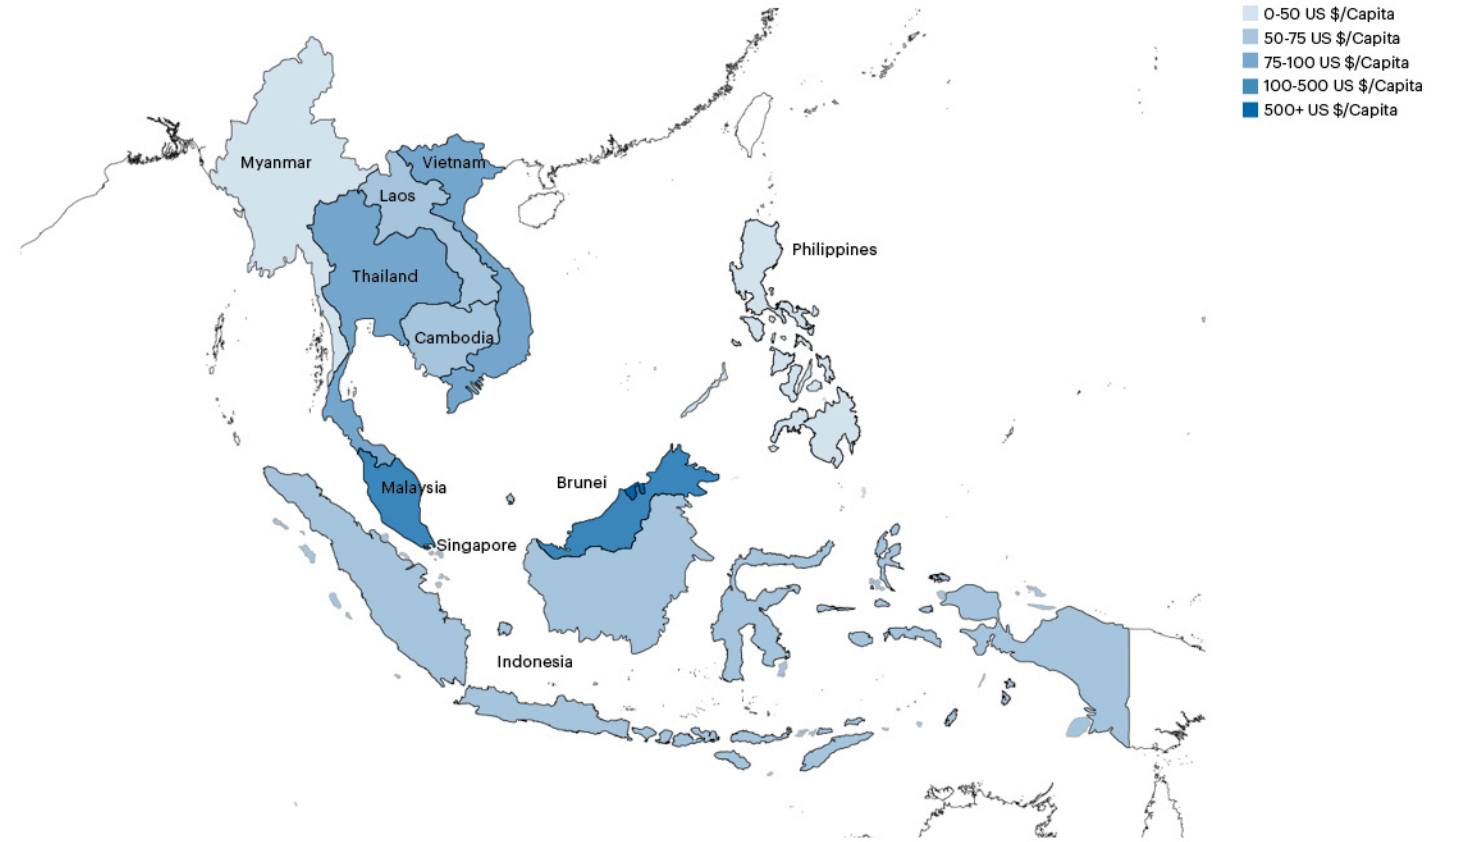 0-50 US $/Capita
50-75 US $/Capita
75-100 US $/Capita
100-500 US $/Capita
500+ US $/Capita
Myanmar
Vietnam
Laos
Philippines
Thailand
Cambodia
Brunei
Malaysia
Singapore
Indonesia